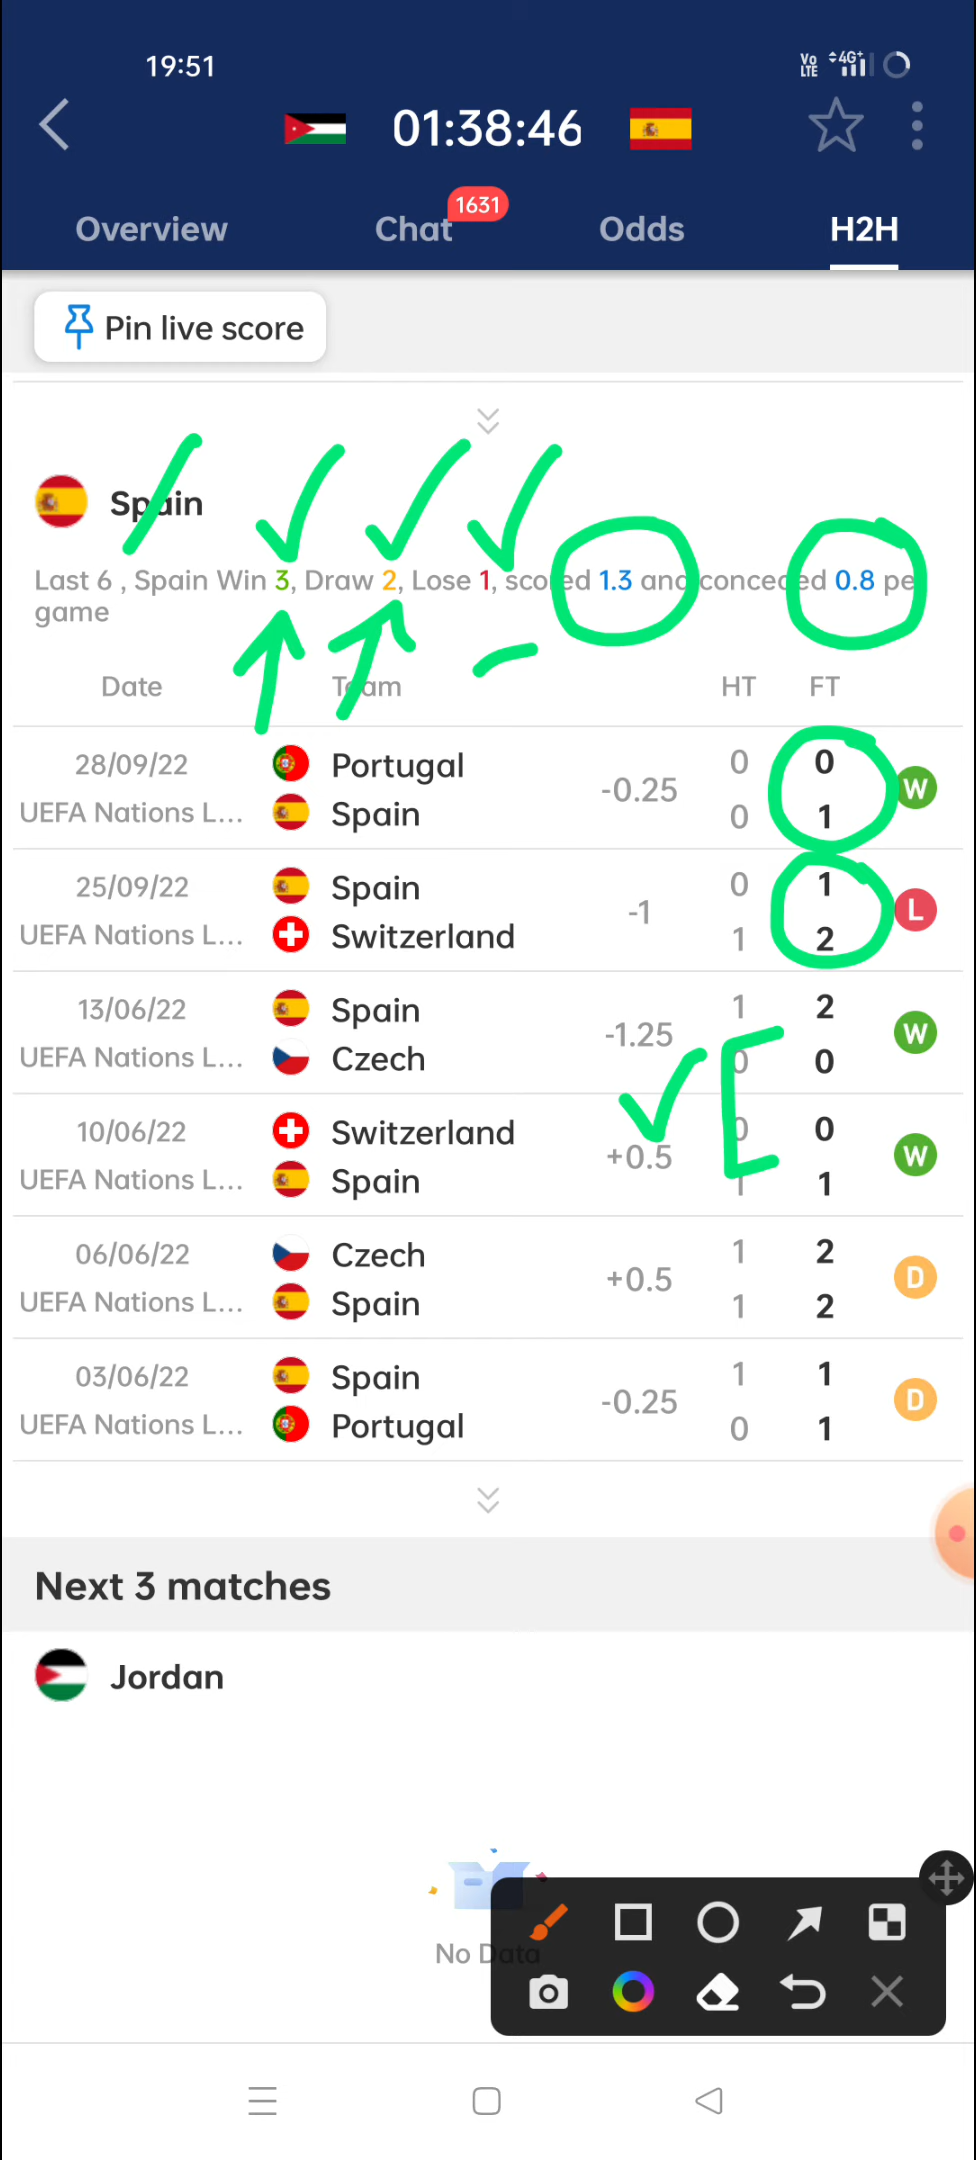 19:51
Vo LTE 4G+
01:38:46
Overview Chat 1631 Odds H2H
Pin live score
Spain
Last 6 , Spain Win 3, Draw 2, Lose 1, scored 1.3 and conceded 0.8 pe
game
Date Team HT FT
28/09/22 Portugal 0 0
UEFA Nations L... Spain -0.25 0 1 W
25/09/22 Spain 0 1
UEFA Nations L... Switzerland -1 1 2 L
13/06/22 Spain 1 2
UEFA Nations L... Czech -1.25 0 0 W
10/06/22 Switzerland 0 0
UEFA Nations L... Spain +0.5 1 1 W
06/06/22 Czech 1 2
UEFA Nations L... Spain +0.5 1 2 D
03/06/22 Spain 1 1
UEFA Nations L... Portugal -0.25 0 1 D
Next 3 matches
Jordan
No Data